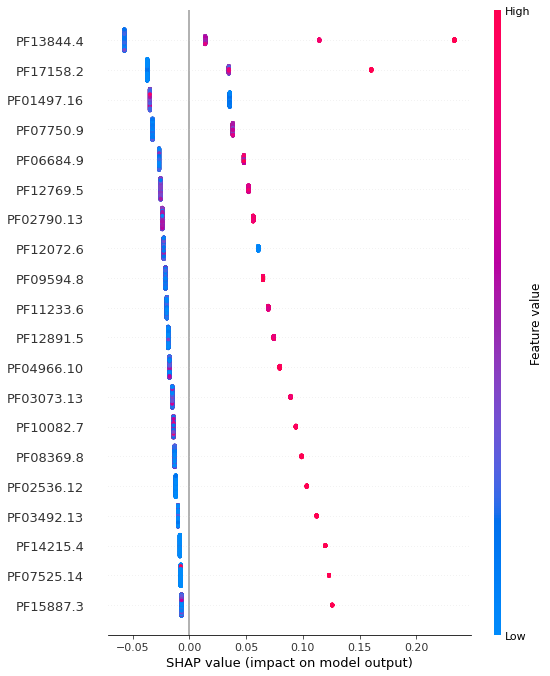 High
PF13844.4
PF17158.2
PF01497.16
PF07750.9
PF06684.9
PF12769.5
PF02790.13
PF12072.6
PF09594.8
PF11233.6
PF12891.5
PF04966.10
PF03073.13
PF10082.7
PF08369.8
PF02536.12
PF03492.13
PF14215.4
PF07525.14
PF15887.3
Feature value
Low
−0.05 0.00 0.05 0.10 0.15 0.20
SHAP value (impact on model output)